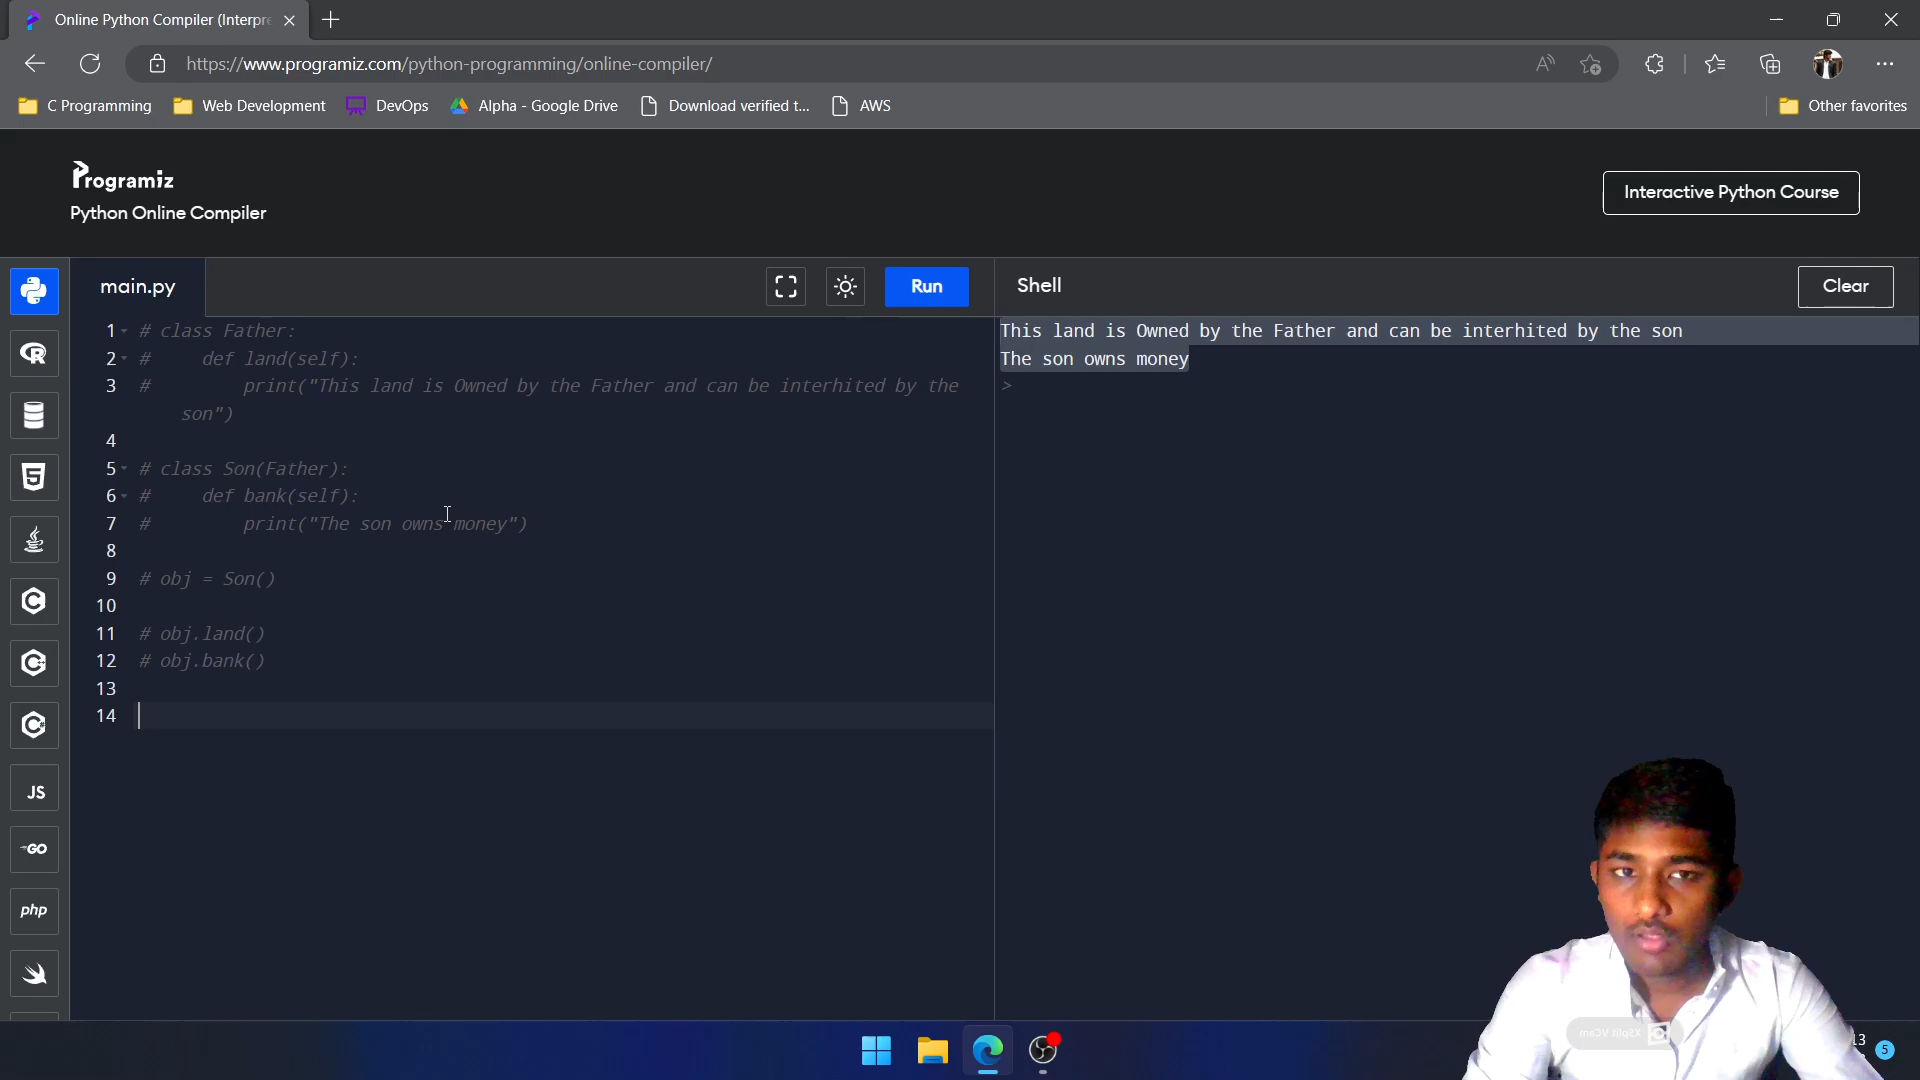 Online Python Compiler (Interpre
https://www.programiz.com/python-programming/online-compiler/
C Programming
Web Development
DevOps
Alpha - Google Drive
Download verified t...
AWS
Other favorites
Programiz
Python Online Compiler
Interactive Python Course
main.py
Run
Shell
Clear
1 # class Father:
2 #     def land(self):
3 #         print("This land is Owned by the Father and can be interhited by the
son")
4
5 # class Son(Father):
6 #     def bank(self):
7 #         print("The son owns money")
8
9 # obj = Son()
10
11 # obj.land()
12 # obj.bank()
13
14
This land is Owned by the Father and can be interhited by the son
The son owns money
>
R
5
C
C
C
JS
GO
php
XSplit VCam
13
5